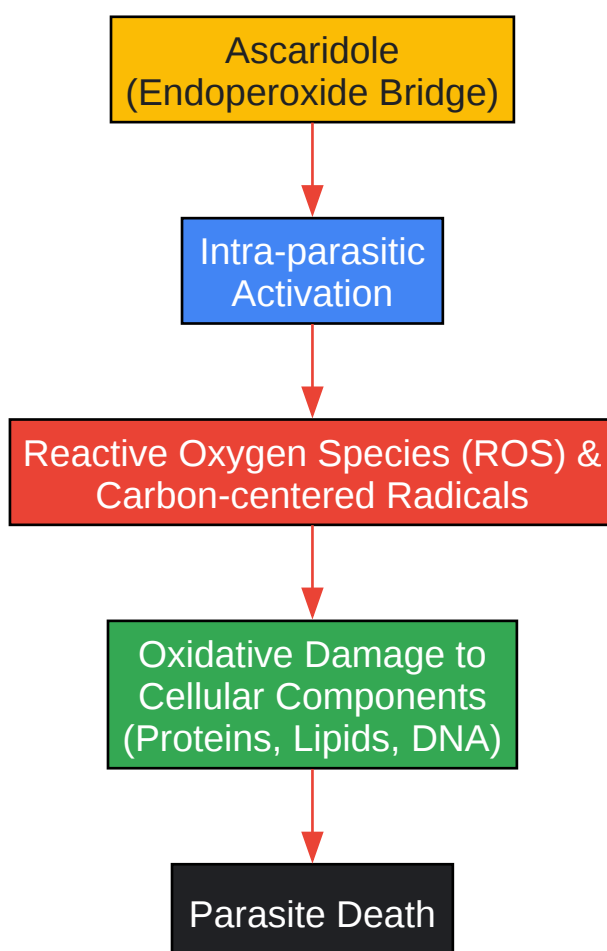 Ascaridole
(Endoperoxide Bridge)
Intra-parasitic
Activation
Reactive Oxygen Species (ROS) &
Carbon-centered Radicals
Oxidative Damage to
Cellular Components
(Proteins, Lipids, DNA)
Parasite Death